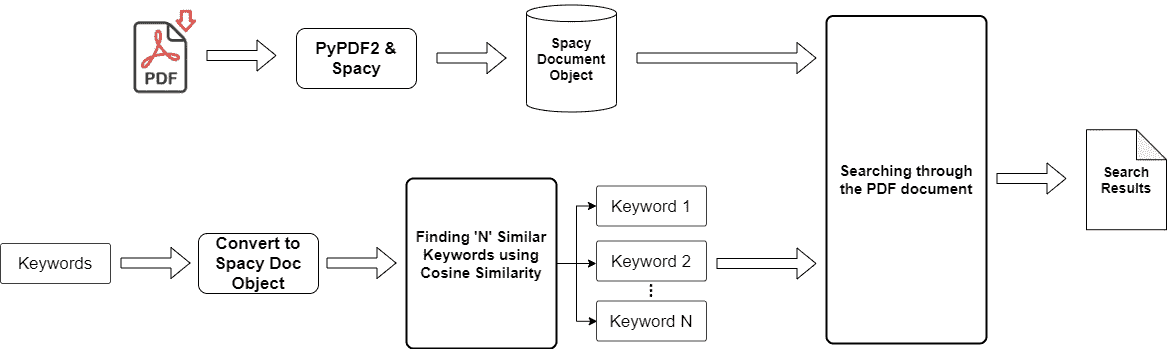 PDF
PyPDF2 &
Spacy
Spacy
Document
Object
Searching through
the PDF document
Search
Results
Keywords
Convert to
Spacy Doc
Object
Finding 'N' Similar
Keywords using
Cosine Similarity
Keyword 1
Keyword 2
Keyword N